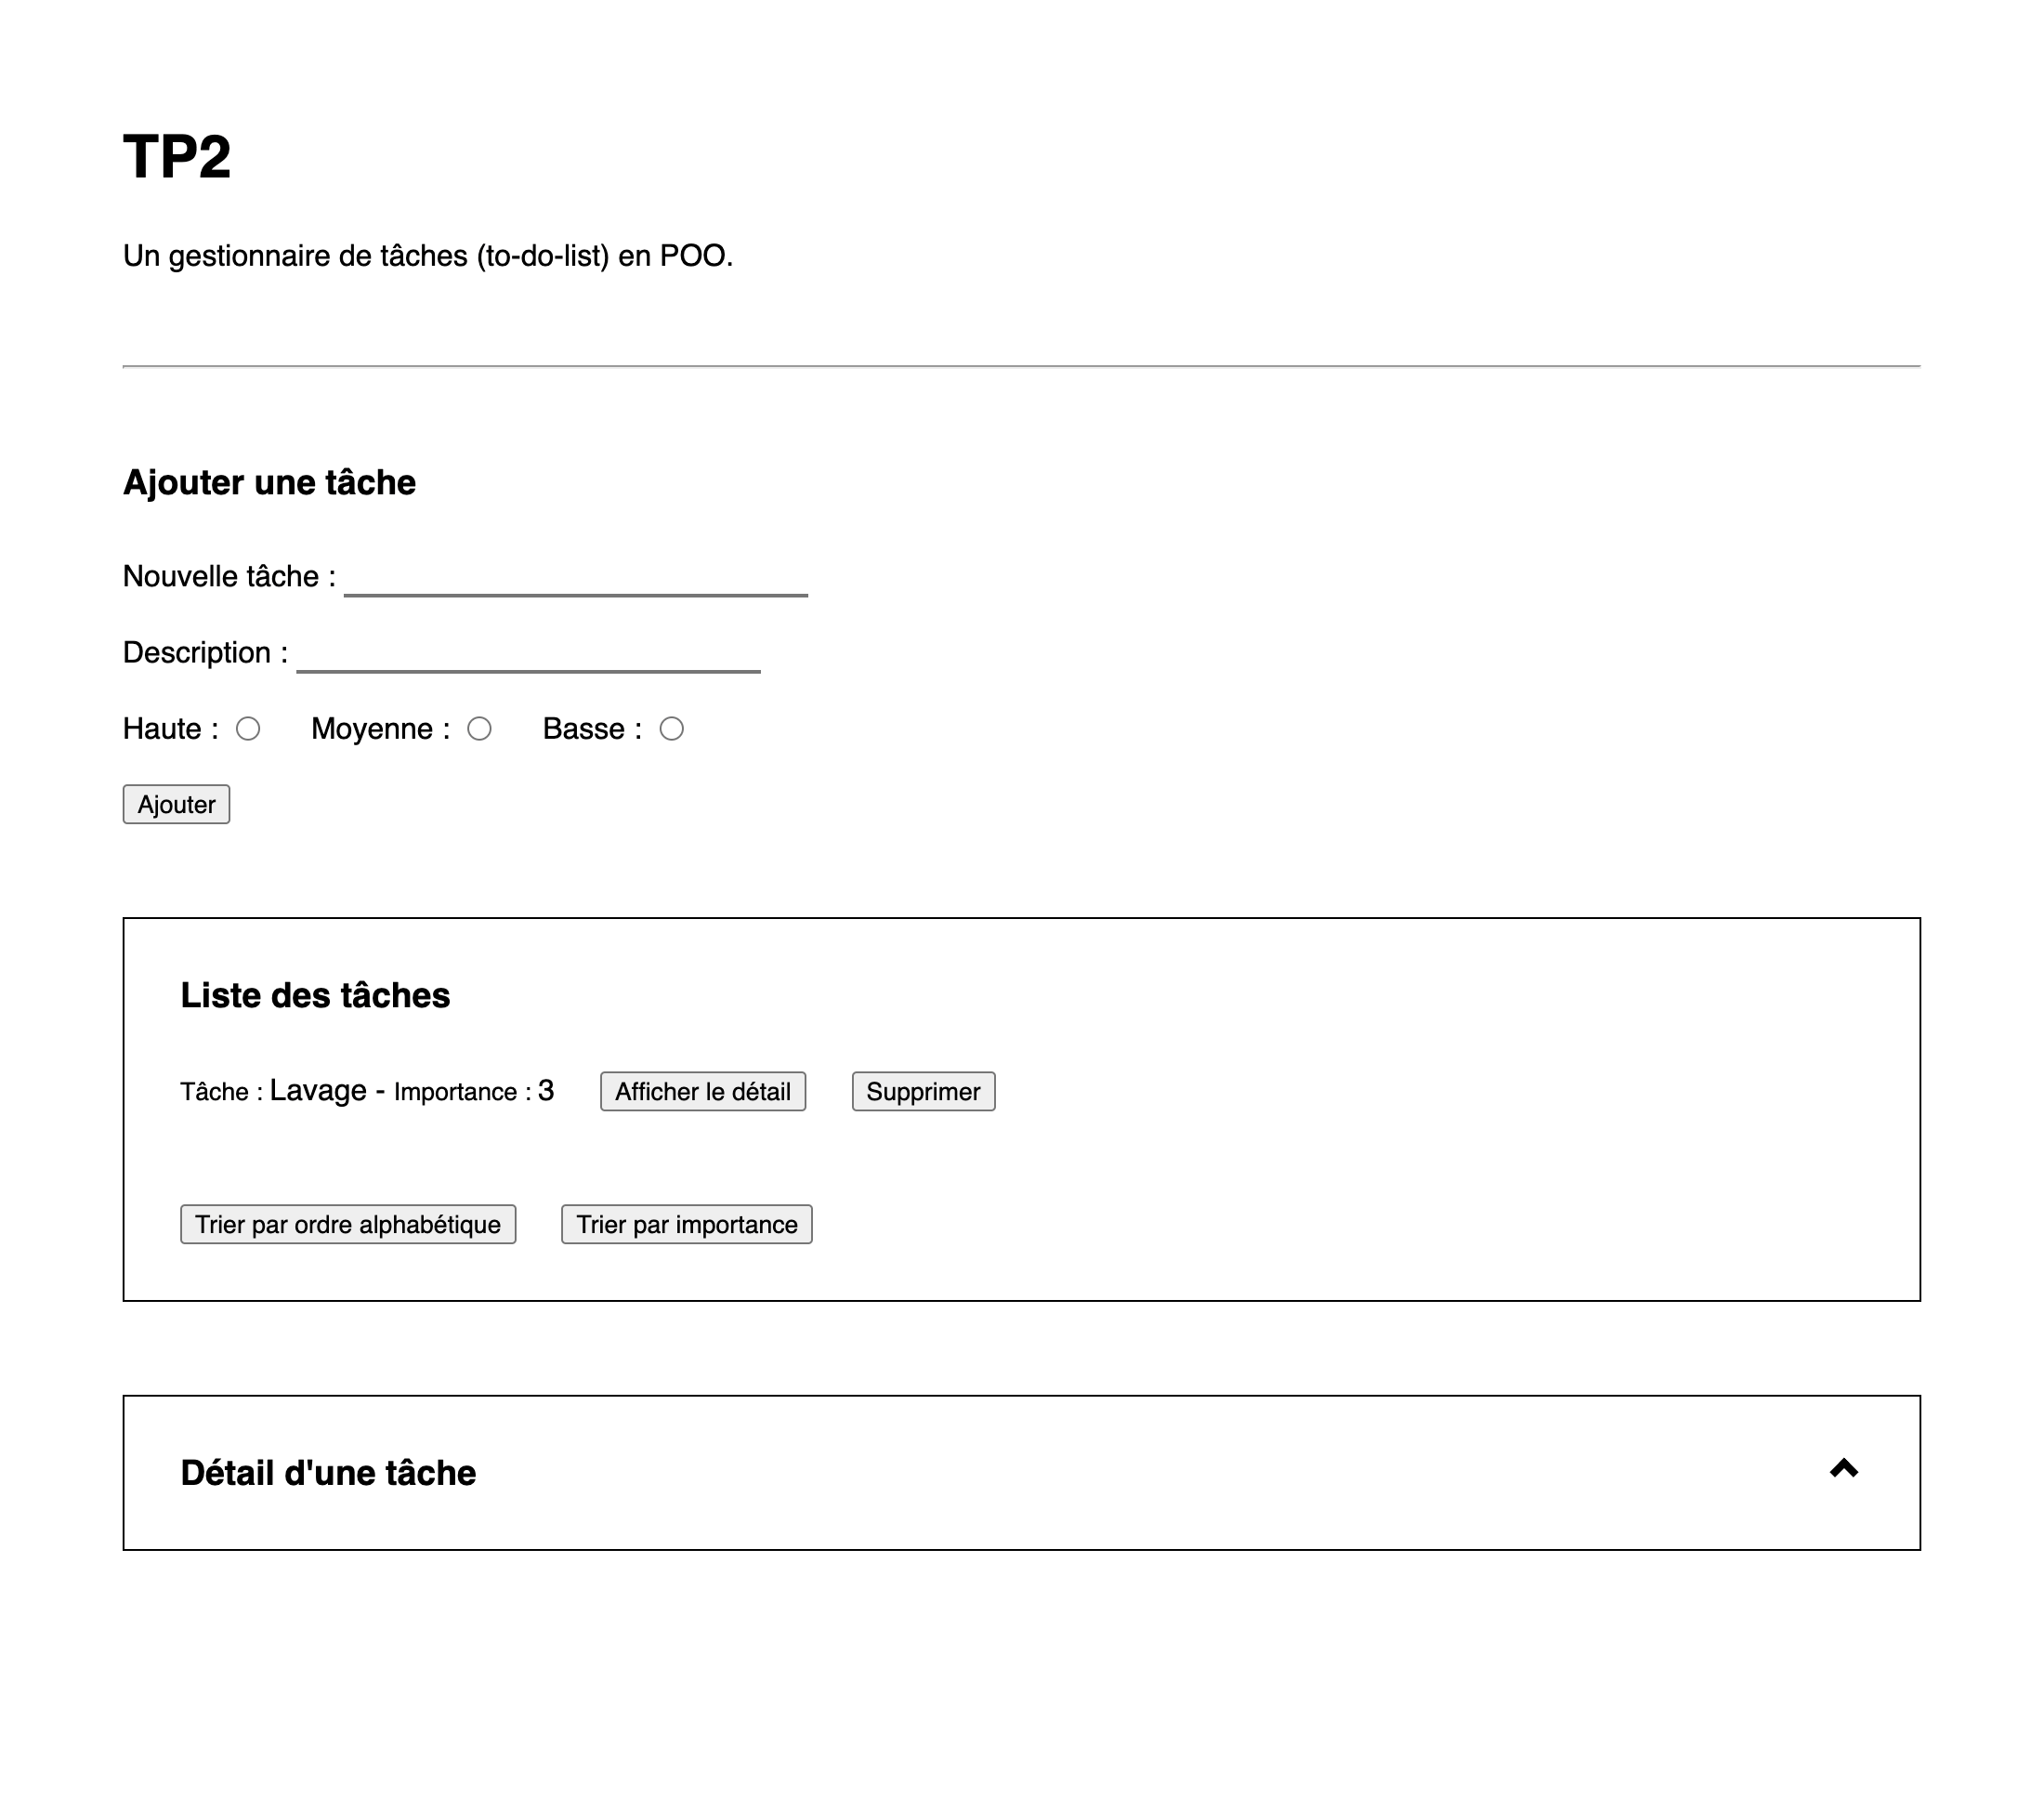 TP2
Un gestionnaire de tâches (to-do-list) en POO.
Ajouter une tâche
Nouvelle tâche :
Description :
Haute : Moyenne : Basse :
Ajouter
Liste des tâches
Tâche : Lavage - Importance : 3 Afficher le détail Supprimer
Trier par ordre alphabétique Trier par importance
Détail d'une tâche